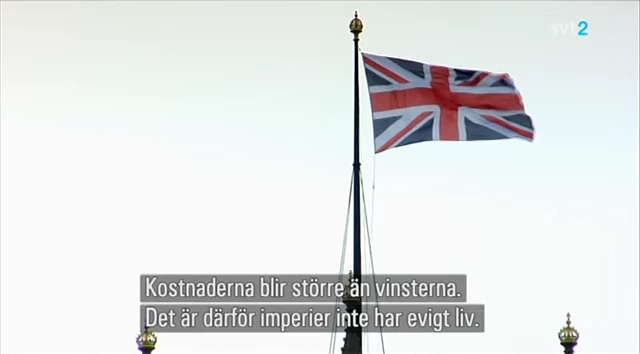 svt2
Kostnaderna blir större än vinsterna.
Det är därför imperier inte har evigt liv.